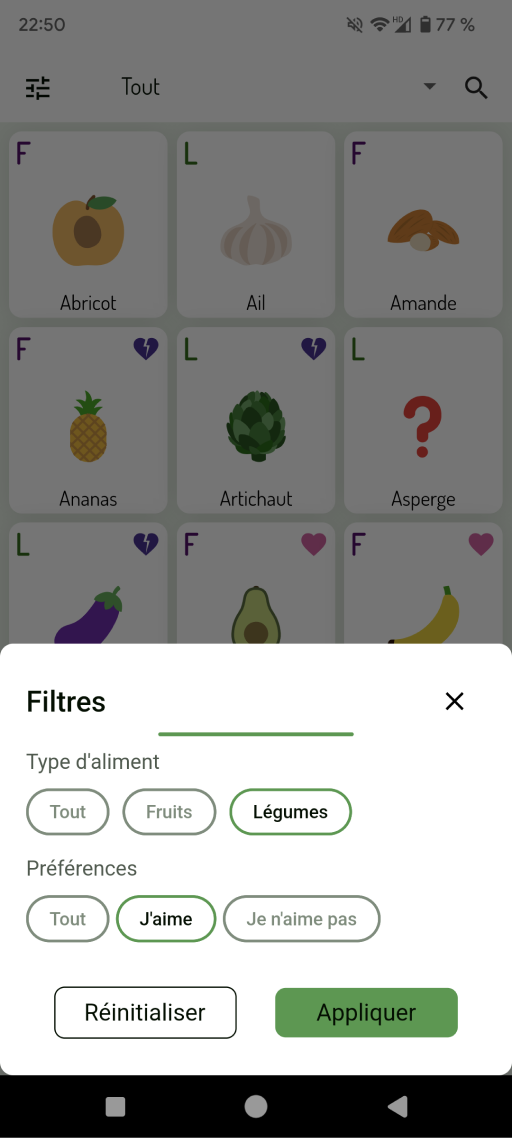 22:50
HD
77 %
Tout
F
L
F
Abricot
Ail
Amande
F
L
L
Ananas
Artichaut
Asperge
L
F
F
Filtres
Type d'aliment
Tout Fruits Légumes
Préférences
Tout J'aime Je n'aime pas
Réinitialiser Appliquer